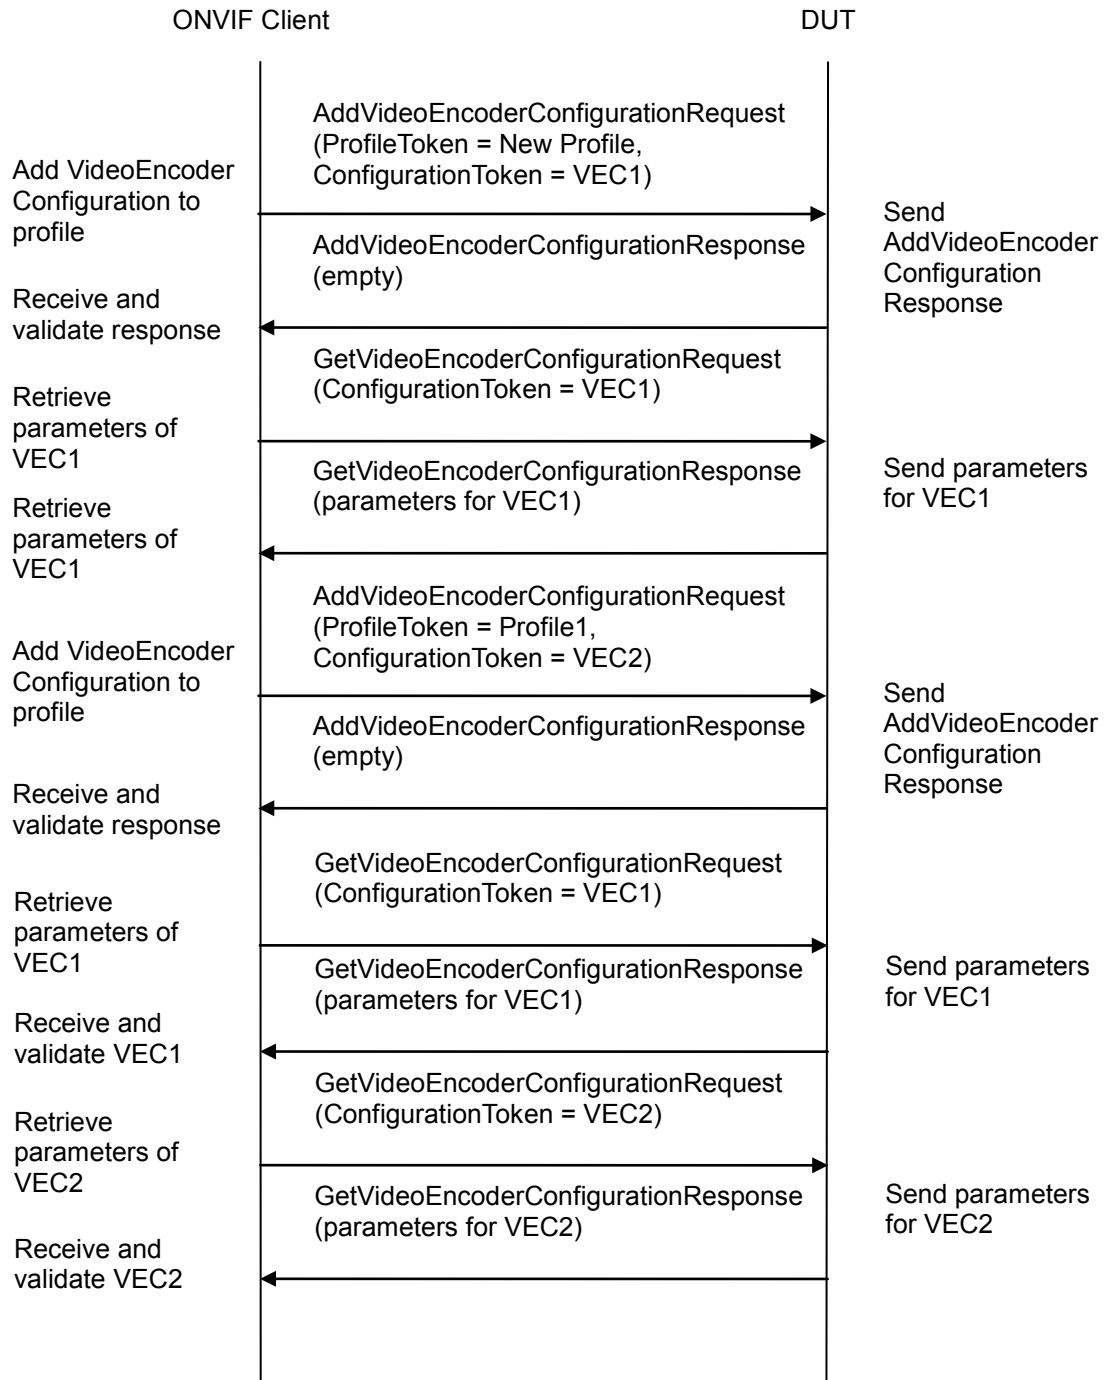 ONVIF Client
DUT
AddVideoEncoderConfigurationRequest
(ProfileToken = New Profile,
ConfigurationToken = VEC1)
Add VideoEncoder
Configuration to
profile
Send
AddVideoEncoder
Configuration
Response
AddVideoEncoderConfigurationResponse
(empty)
Receive and
validate response
GetVideoEncoderConfigurationRequest
(ConfigurationToken = VEC1)
Retrieve
parameters of
VEC1
GetVideoEncoderConfigurationResponse
(parameters for VEC1)
Send parameters
for VEC1
Retrieve
parameters of
VEC1
AddVideoEncoderConfigurationRequest
(ProfileToken = Profile1,
ConfigurationToken = VEC2)
Add VideoEncoder
Configuration to
profile
Send
AddVideoEncoder
Configuration
Response
AddVideoEncoderConfigurationResponse
(empty)
Receive and
validate response
GetVideoEncoderConfigurationRequest
(ConfigurationToken = VEC1)
Retrieve
parameters of
VEC1
GetVideoEncoderConfigurationResponse
(parameters for VEC1)
Send parameters
for VEC1
Receive and
validate VEC1
GetVideoEncoderConfigurationRequest
(ConfigurationToken = VEC2)
Retrieve
parameters of
VEC2
GetVideoEncoderConfigurationResponse
(parameters for VEC2)
Send parameters
for VEC2
Receive and
validate VEC2